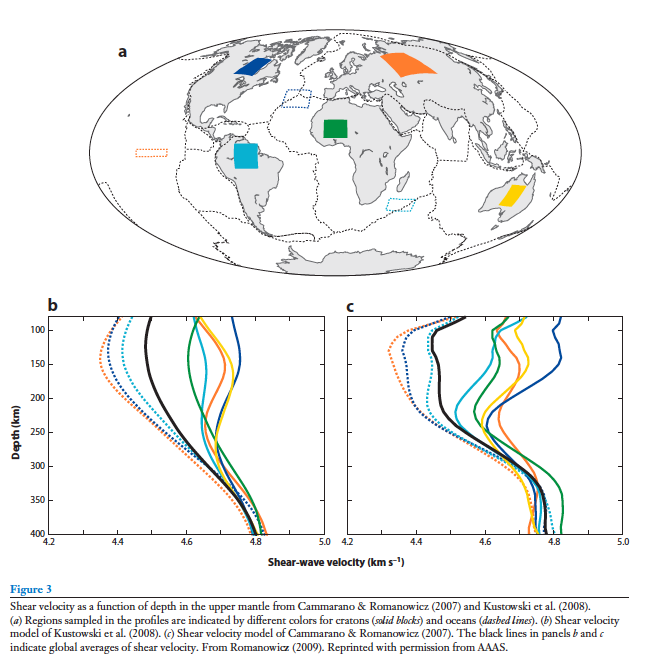 a
b
c
100
150
200
250
300
350
400
Depth (km)
4.2 4.4 4.6 4.8 5.0
4.2 4.4 4.6 4.8 5.0
Shear-wave velocity (km s⁻¹)
Figure 3
Shear velocity as a function of depth in the upper mantle from Cammarano & Romanowicz (2007) and Kustowski et al. (2008).
(a) Regions sampled in the profiles are indicated by different colors for cratons (solid blocks) and oceans (dashed lines). (b) Shear velocity
model of Kustowski et al. (2008). (c) Shear velocity model of Cammarano & Romanowicz (2007). The black lines in panels b and c
indicate global averages of shear velocity. From Romanowicz (2009). Reprinted with permission from AAAS.